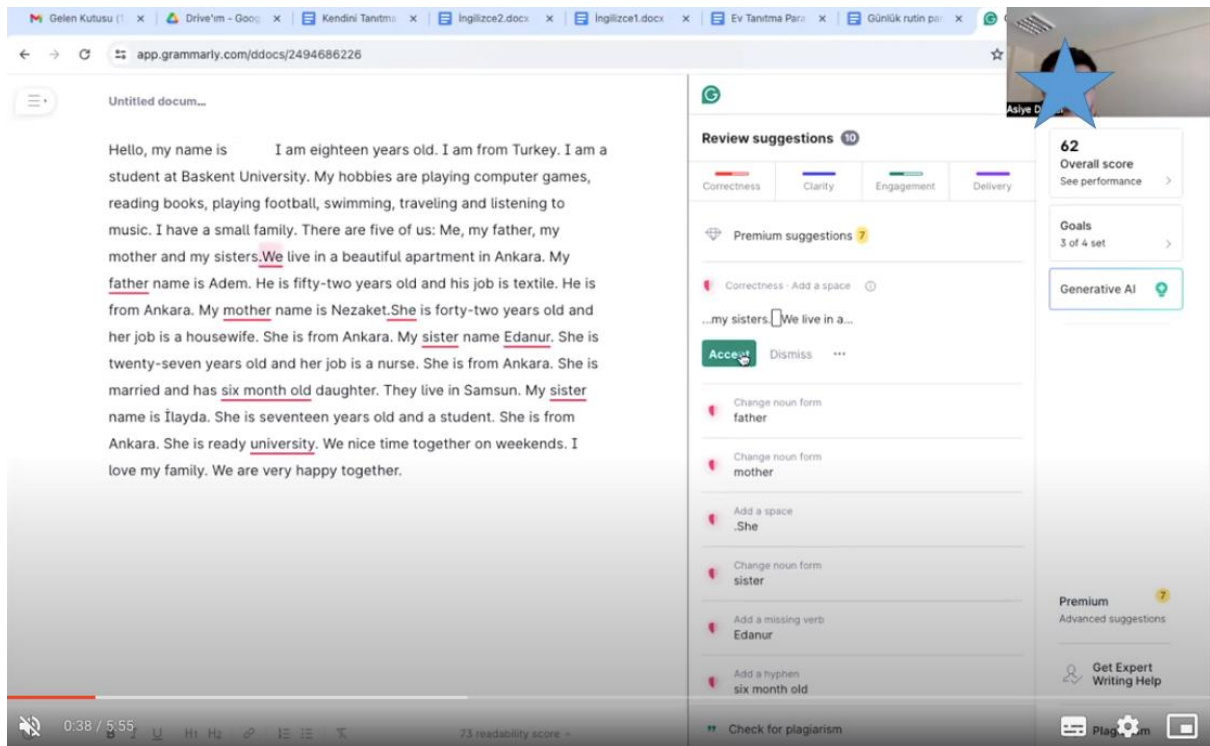 Gelen Kutusu (1
Drive'ım - Goog
Kendini Tanıtma
İngilizce2.docx
İngilizce1.docx
Ev Tanıtma Para
Günlük rutin par
app.grammarly.com/ddocs/2494686226
Asiye D
Untitled docum...
Hello, my name is I am eighteen years old. I am from Turkey. I am a
student at Baskent University. My hobbies are playing computer games,
reading books, playing football, swimming, traveling and listening to
music. I have a small family. There are five of us: Me, my father, my
mother and my sisters.We live in a beautiful apartment in Ankara. My
father name is Adem. He is fifty-two years old and his job is textile. He is
from Ankara. My mother name is Nezaket.She is forty-two years old and
her job is a housewife. She is from Ankara. My sister name Edanur. She is
twenty-seven years old and her job is a nurse. She is from Ankara. She is
married and has six month old daughter. They live in Samsun. My sister
name is İlayda. She is seventeen years old and a student. She is from
Ankara. She is ready university. We nice time together on weekends. I
love my family. We are very happy together.
Review suggestions 10
Correctness Clarity Engagement Delivery
Premium suggestions 7
Correctness · Add a space
...my sisters. We live in a...
Accept Dismiss
Change noun form
father
Change noun form
mother
Add a space
.She
Change noun form
sister
Add a missing verb
Edanur
Add a hyphen
six month old
Check for plagiarism
62
Overall score
See performance
Goals
3 of 4 set
Generative AI
Premium 7
Advanced suggestions
Get Expert
Writing Help
0:38 / 5:55
B I U H1 H2
73 readability score